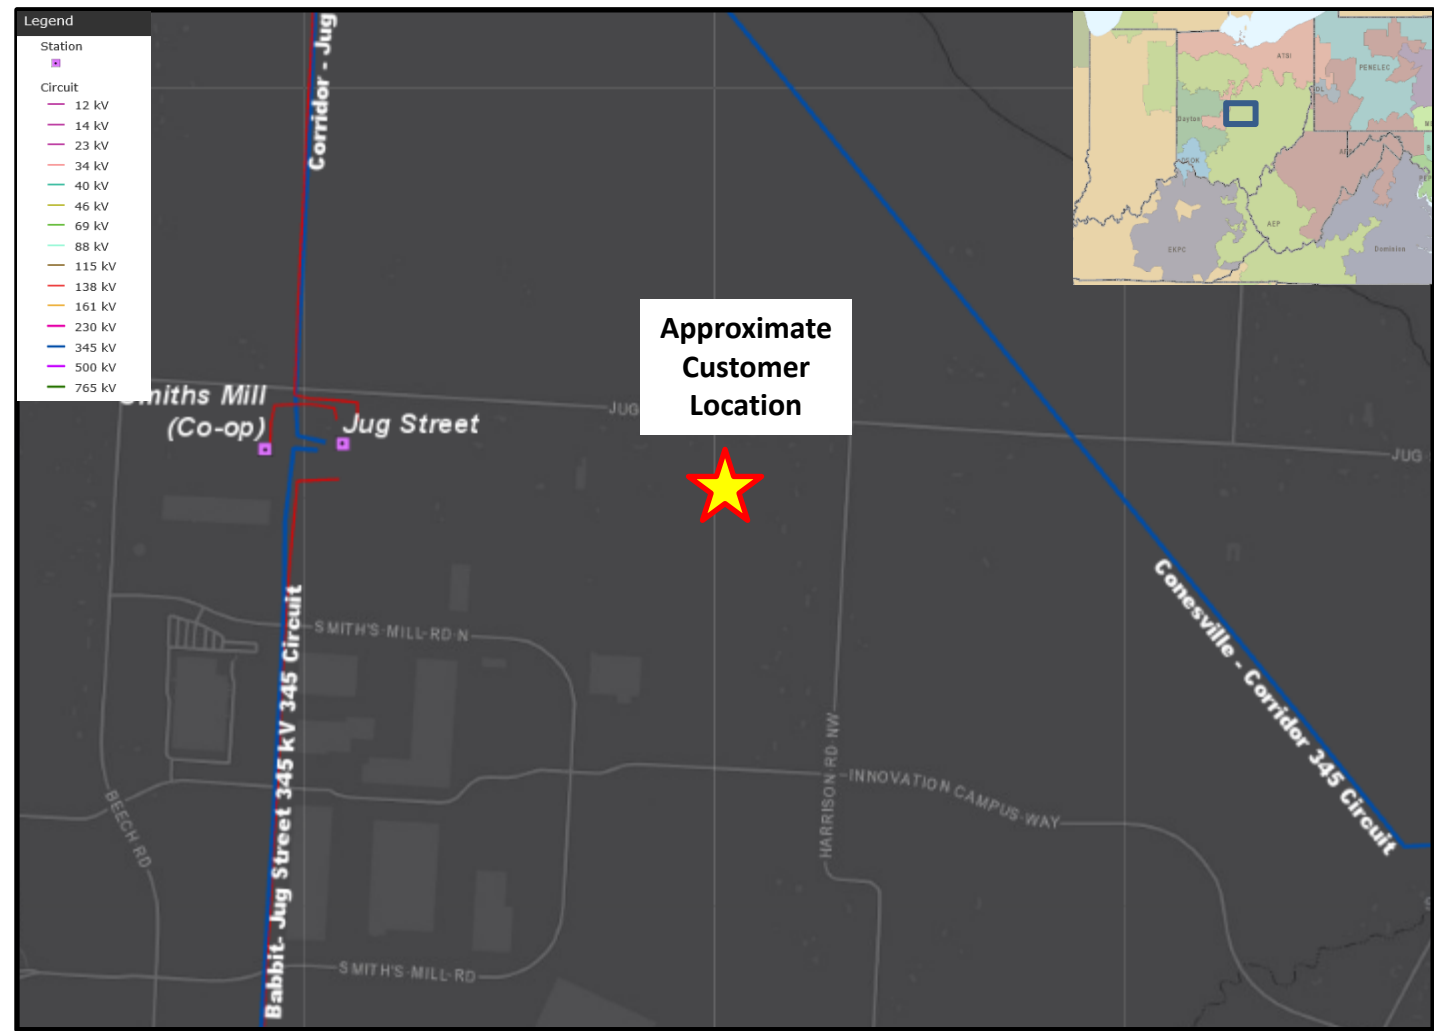 Legend
Station
Circuit
12 kV
14 kV
23 kV
34 kV
40 kV
46 kV
69 kV
88 kV
115 kV
138 kV
161 kV
230 kV
345 kV
500 kV
765 kV
Corridor - Jug
ATSI
PENELEC
Dayton
AEP
EKPC
Dominion
Approximate
Customer
Location
miths Mill
(Co-op)
Jug Street
JUG
JUG
SMITH'S-MILL-RD-N
Babbit- Jug Street 345 kV 345 Circuit
Conesville - Corridor 345 Circuit
HARRISON RD-NW
INNOVATION CAMPUS-WAY
BEECH RD
SMITH'S-MILL-RD